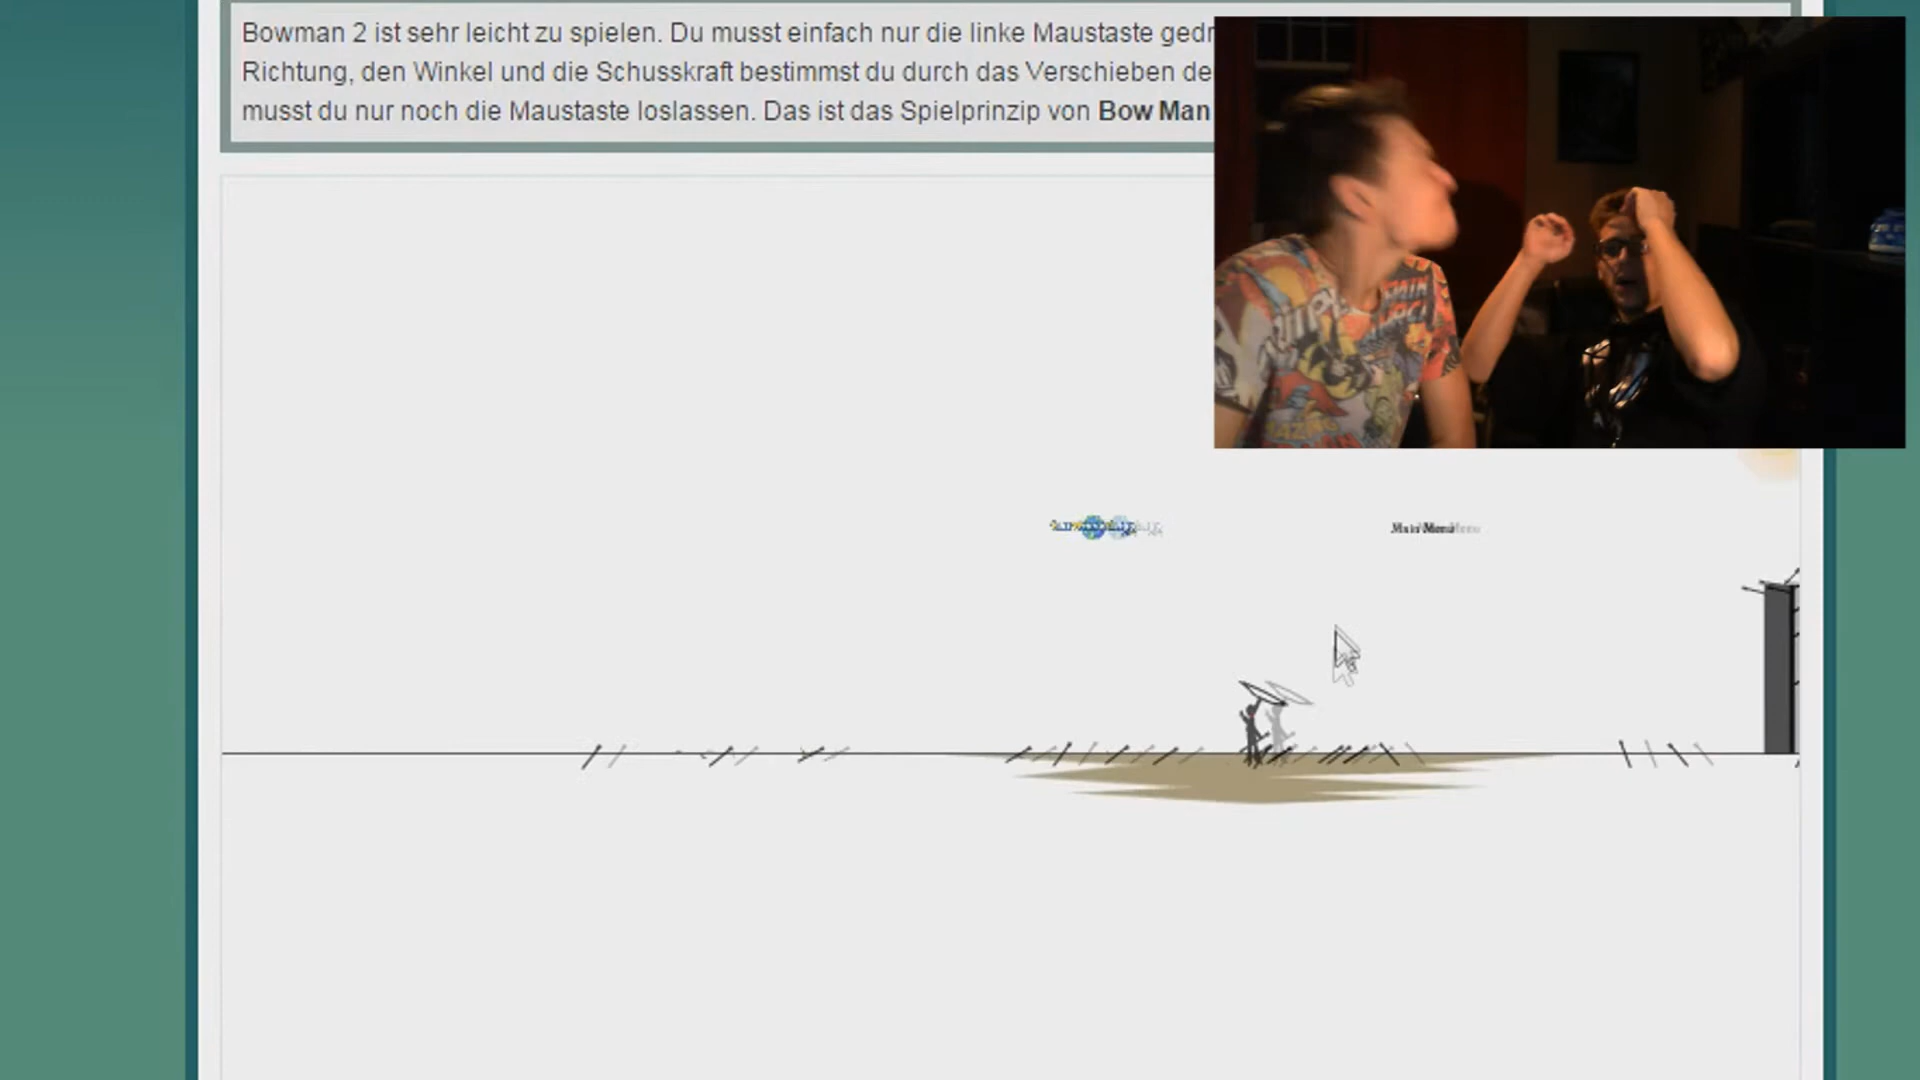 Bowman 2 ist sehr leicht zu spielen. Du musst einfach nur die linke Maustaste
Richtung, den Winkel und die Schusskraft bestimmst du durch das Verschieben
musst du nur noch die Maustaste loslassen. Das ist das Spielprinzip von Bow Man
Main Menu